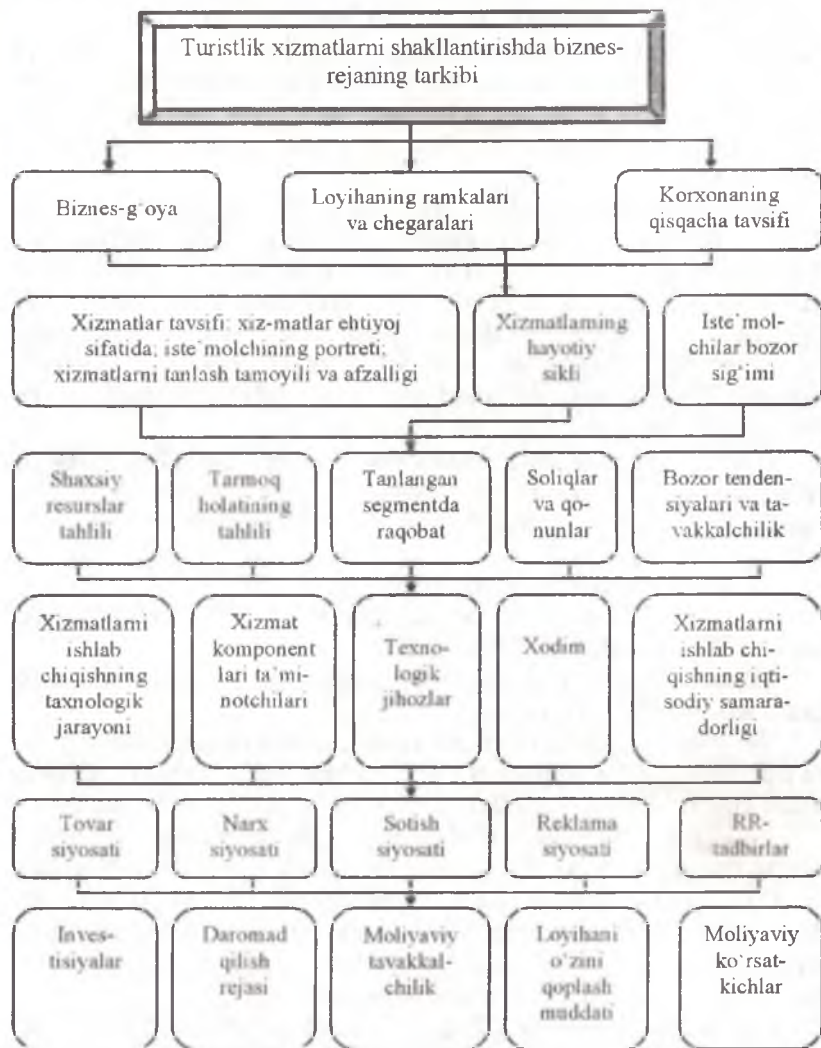 Turistlik xizmatlarni shakllantirishda biznes-
rejaning tarkibi
Biznes-g`oya
Loyihaning ramkalari
va chegaralari
Korxonaning
qisqacha tavsifi
Xizmatlar tavsifi: xiz-matlar ehtiyoj
sifatida; iste`molchining portreti;
xizmatlarni tanlash tamoyili va afzalligi
Xizmatlarning
hayotiy
sikli
Iste`mol-
chilar bozor
sig`imi
Shaxsiy
resurslar
tahlili
Tarmoq
holatining
tahlili
Tanlangan
segmentda
raqobat
Soliqlar
va qo-
nunlar
Bozor tenden-
siyalari va ta-
vakkalchilik
Xizmatlarni
ishlab
chiqishning
taxnologik
jarayoni
Xizmat
komponent
lari ta`mi-
notchilari
Texno-
logik
jihozlar
Xodim
Xizmatlarni
ishlab chi-
qishning iqti-
sodiy samara-
dorligi
Tovar
siyosati
Narx
siyosati
Sotish
siyosati
Reklama
siyosati
RR-
tadbirlar
Inves-
tisiyalar
Daromad
qilish
rejasi
Moliyaviy
tavakkal-
chilik
Loyihani
o`zini
qoplash
muddati
Moliyaviy
ko`rsat-
kichlar